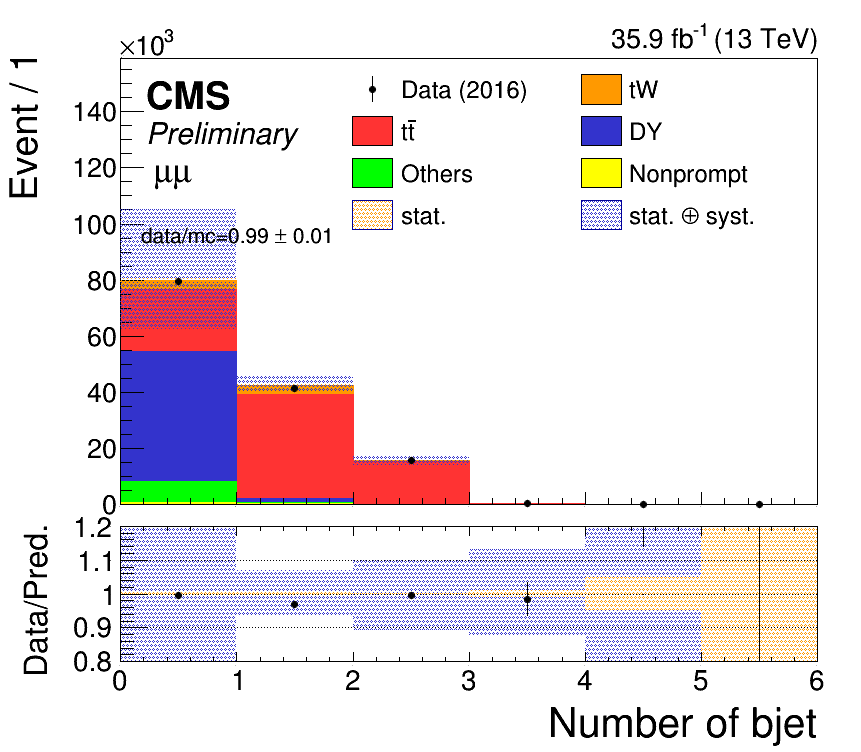 ×10³
35.9 fb⁻¹ (13 TeV)
Event / 1
CMS
Preliminary
μμ
Data (2016)
tW
tt̄
DY
Others
Nonprompt
stat.
stat. ⊕ syst.
data/mc=0.99 ± 0.01
140
120
100
80
60
40
20
0
Data/Pred.
1.2
1.1
1
0.9
0.8
0 1 2 3 4 5 6
Number of bjet